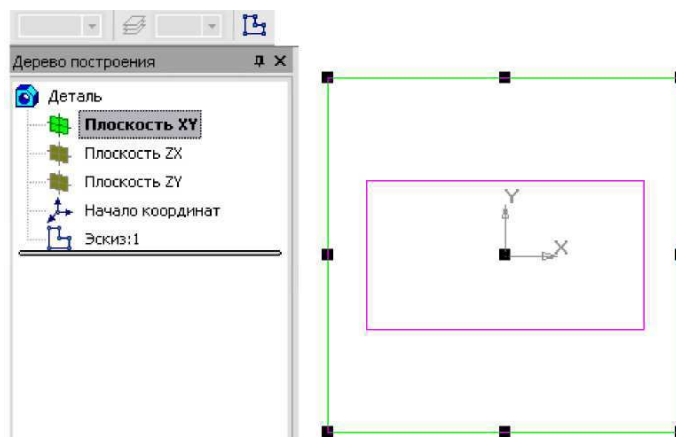 Дерево построения
Деталь
Плоскость XY
Плоскость ZX
Плоскость ZY
Начало координат
Эскиз:1
Y
X